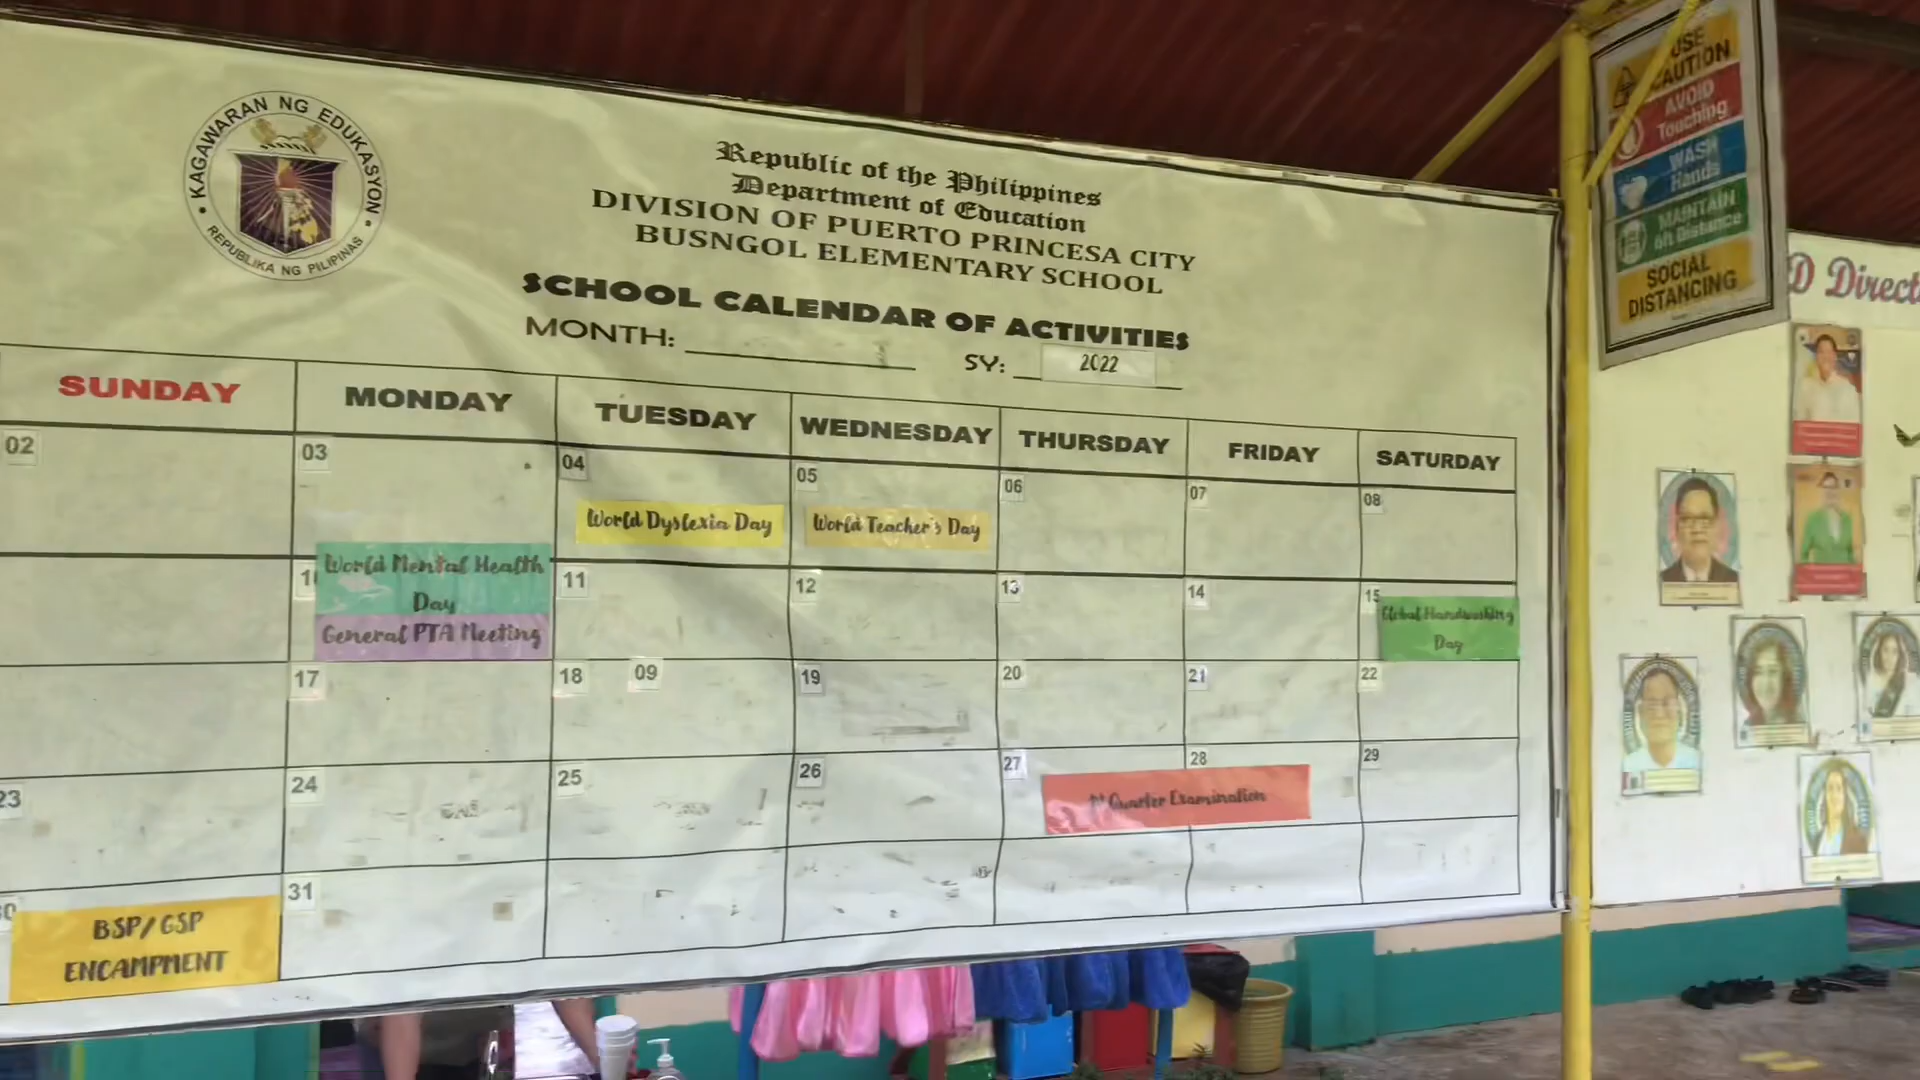 KAGAWARAN NG EDUKASYON
REPUBLIKA NG PILIPINAS
Republic of the Philippines
Department of Education
DIVISION OF PUERTO PRINCESA CITY
BUSNGOL ELEMENTARY SCHOOL
SCHOOL CALENDAR OF ACTIVITIES
MONTH: SY: 2022
SUNDAY MONDAY TUESDAY WEDNESDAY THURSDAY FRIDAY SATURDAY
02 03 04 05 06 07 08
World Dyslexia Day World Teacher's Day
11 12 13 14 15
World Mental Health
Day
General PTA Meeting
Global Handwashing
Day
17 18 09 19 20 21 22
23 24 25 26 27 28 29
Quarter Examination
31
BSP/GSP
ENCAMPMENT
USE
CAUTION
AVOID
Touching
WASH
Hands
MAINTAIN
6ft Distance
SOCIAL
DISTANCING